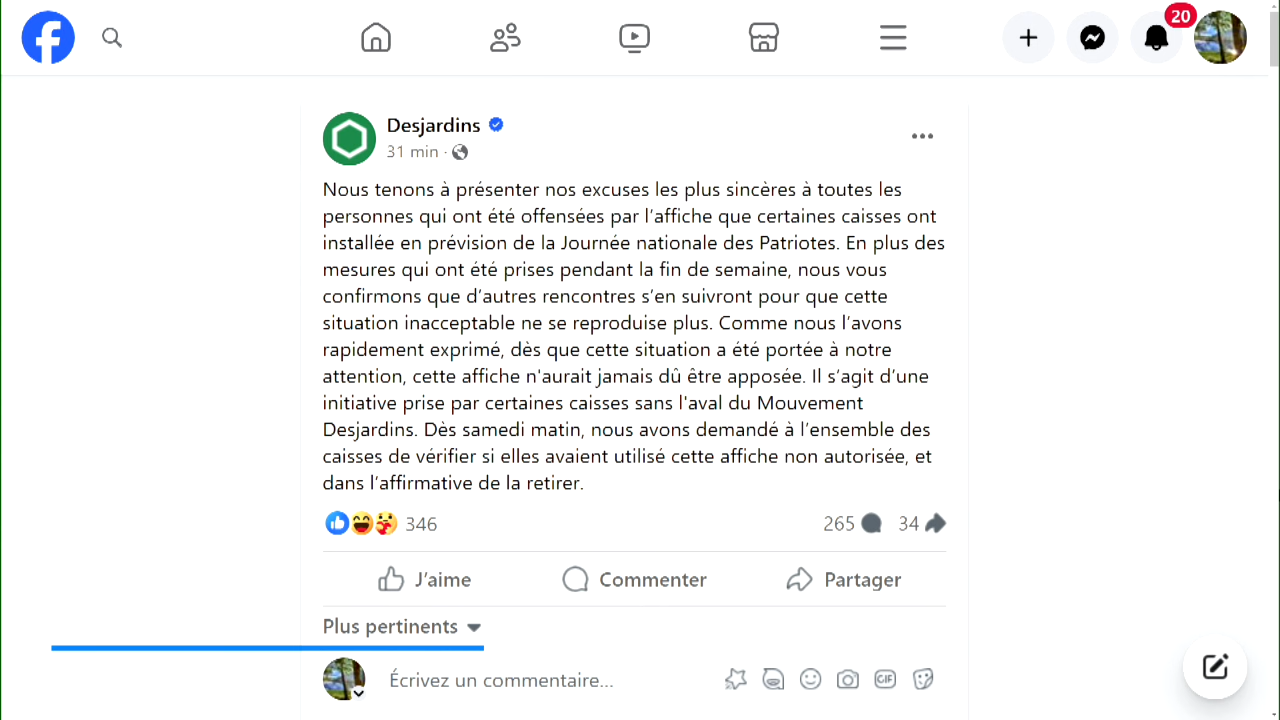 20
Desjardins
31 min ·
Nous tenons à présenter nos excuses les plus sincères à toutes les
personnes qui ont été offensées par l’affiche que certaines caisses ont
installée en prévision de la Journée nationale des Patriotes. En plus des
mesures qui ont été prises pendant la fin de semaine, nous vous
confirmons que d’autres rencontres s’en suivront pour que cette
situation inacceptable ne se reproduise plus. Comme nous l’avons
rapidement exprimé, dès que cette situation a été portée à notre
attention, cette affiche n'aurait jamais dû être apposée. Il s’agit d’une
initiative prise par certaines caisses sans l'aval du Mouvement
Desjardins. Dès samedi matin, nous avons demandé à l’ensemble des
caisses de vérifier si elles avaient utilisé cette affiche non autorisée, et
dans l’affirmative de la retirer.
346 265 34
J’aime Commenter Partager
Plus pertinents
Écrivez un commentaire... GIF